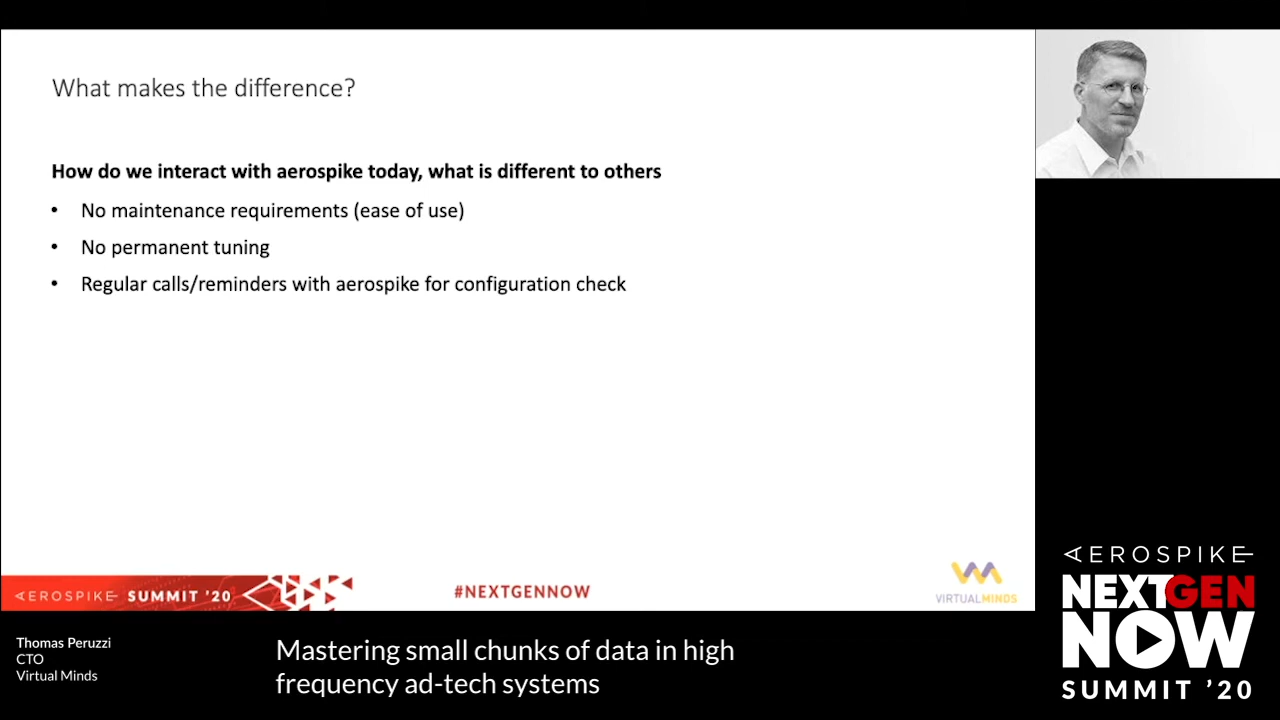 What makes the difference?
How do we interact with aerospike today, what is different to others
• No maintenance requirements (ease of use)
• No permanent tuning
• Regular calls/reminders with aerospike for configuration check
AEROSPIKE SUMMIT '20
#NEXTGENNOW
VIRTUALMINDS
Thomas Peruzzi
CTO
Virtual Minds
Mastering small chunks of data in high
frequency ad-tech systems
AEROSPIKE
NEXTGEN
NOW
SUMMIT '20